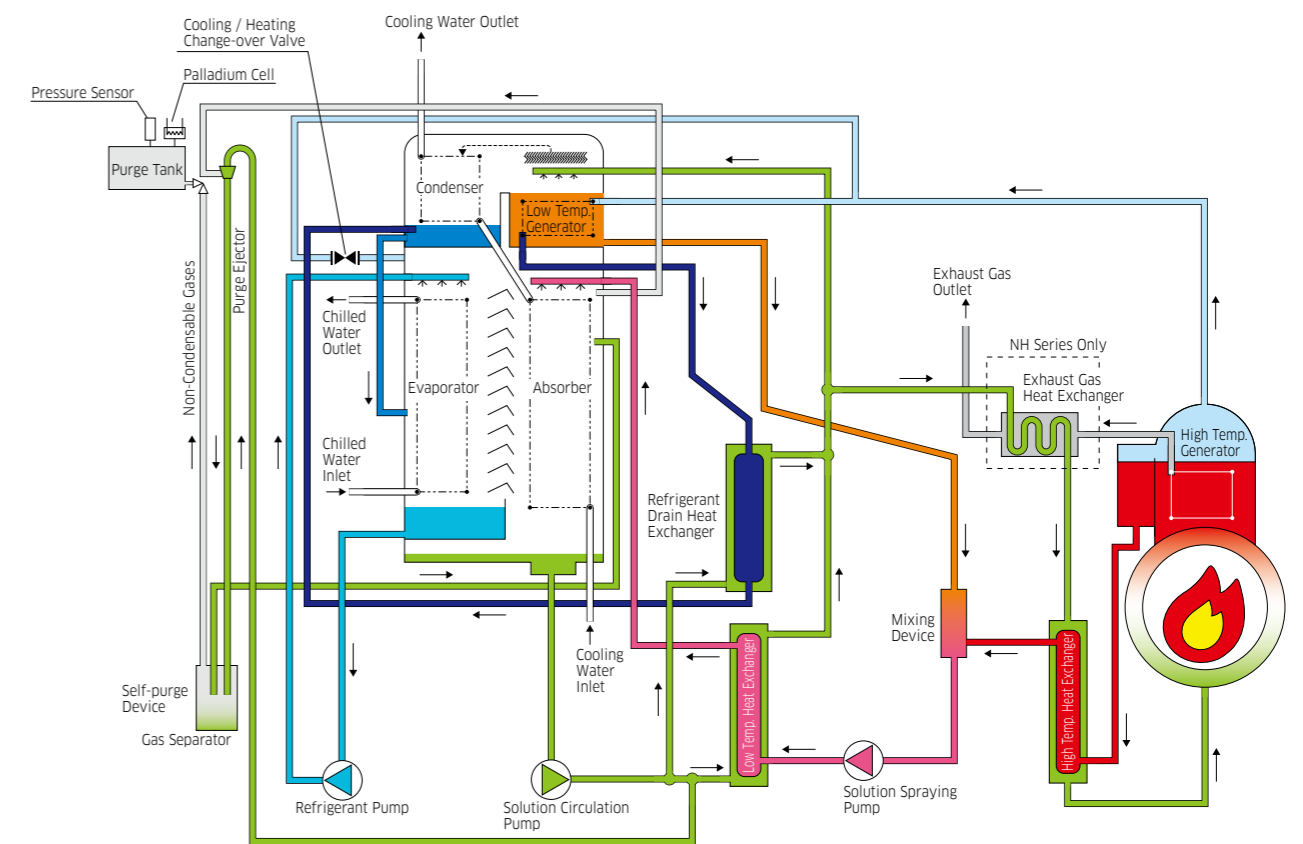 Cooling / Heating
Change-over Valve
Cooling Water Outlet
Palladium Cell
Pressure Sensor
Purge Tank
Condenser
Low Temp.
Generator
Non-Condensable Gases
Purge Ejector
Exhaust Gas
Outlet
Chilled
Water
Outlet
NH Series Only
Evaporator
Absorber
Exhaust Gas
Heat Exchanger
High Temp.
Generator
Chilled
Water
Inlet
Refrigerant
Drain Heat
Exchanger
Mixing
Device
Cooling
Water
Inlet
Low Temp. Heat Exchanger
High Temp. Heat Exchanger
Self-purge
Device
Gas Separator
Refrigerant Pump
Solution Circulation
Pump
Solution Spraying
Pump